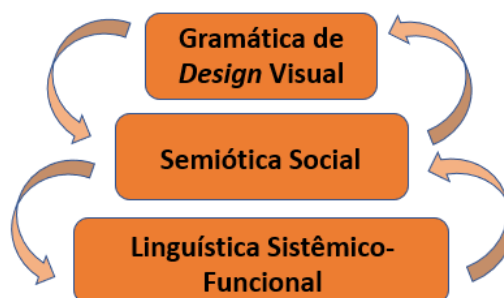 Gramática de
Design Visual
Semiótica Social
Linguística Sistêmico-
Funcional